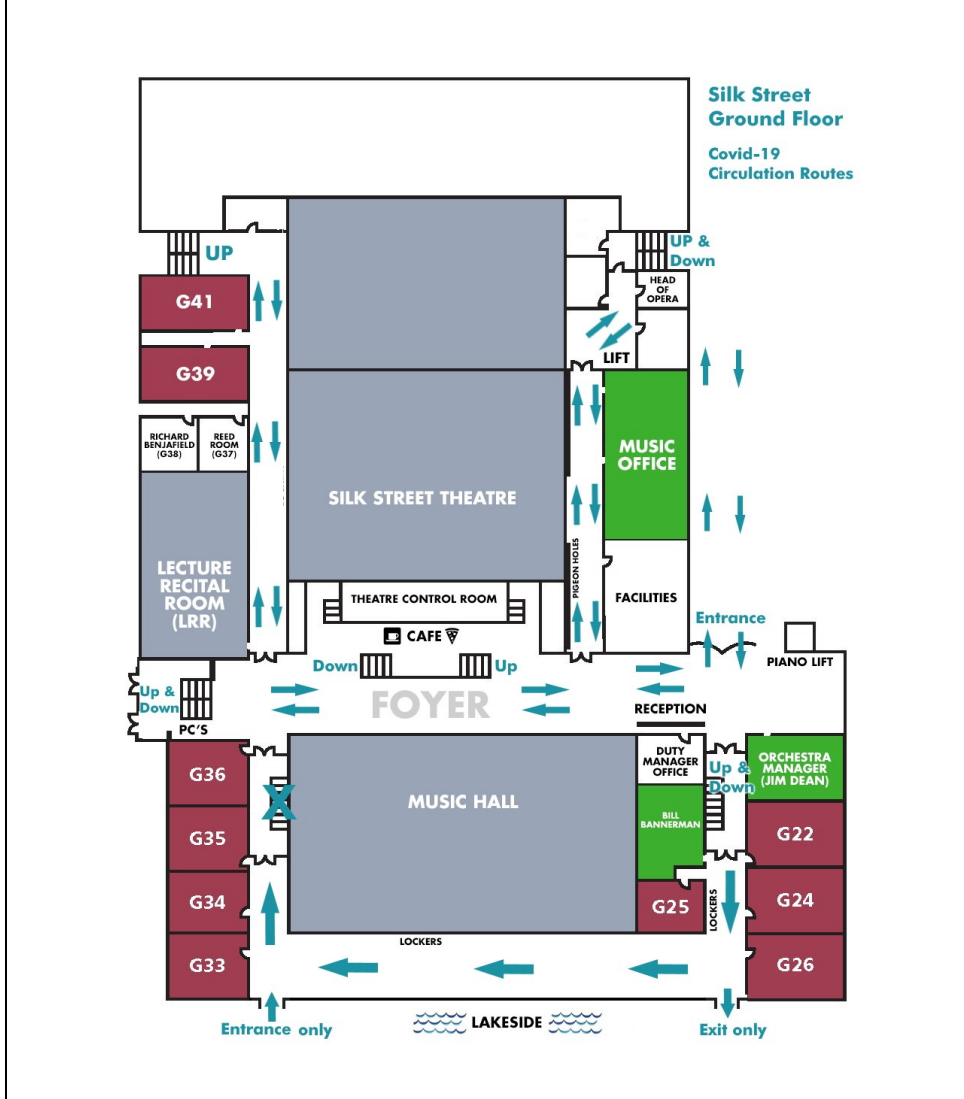 Silk Street
Ground Floor
Covid-19
Circulation Routes
UP
UP &
Down
G41
HEAD
OF
OPERA
LIFT
G39
RICHARD
BENJAFIELD
(G38)
REED
ROOM
(G37)
MUSIC
OFFICE
SILK STREET THEATRE
LECTURE
RECITAL
ROOM
(LRR)
PIGEON HOLES
FACILITIES
THEATRE CONTROL ROOM
CAFE
Entrance
Down
Up
PIANO LIFT
Up &
Down
FOYER
RECEPTION
PC'S
G36
DUTY
MANAGER
OFFICE
Up &
Down
ORCHESTRA
MANAGER
(JIM DEAN)
X
MUSIC HALL
BILL
BANNERMAN
G35
G22
G34
G25
LOCKERS
G24
LOCKERS
G33
G26
Entrance only
LAKESIDE
Exit only